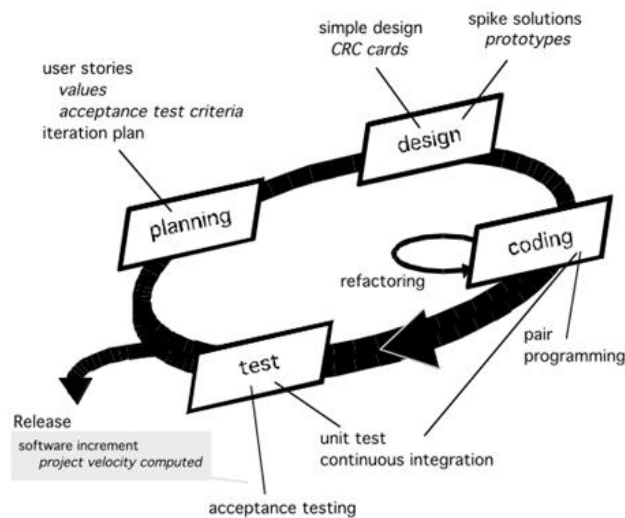 simple design
CRC cards
spike solutions
prototypes
user stories
values
acceptance test criteria
iteration plan
design
planning
coding
refactoring
test
pair
programming
Release
software increment
project velocity computed
unit test
continuous integration
acceptance testing